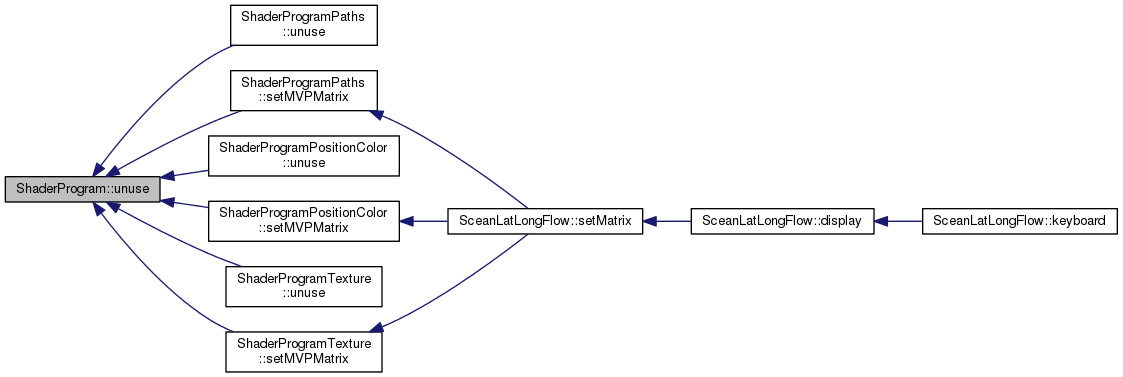 ShaderProgramPaths
::unuse
ShaderProgramPaths
::setMVPMatrix
ShaderProgramPositionColor
::unuse
ShaderProgram::unuse
ShaderProgramPositionColor
::setMVPMatrix
SceanLatLongFlow::setMatrix
SceanLatLongFlow::display
SceanLatLongFlow::keyboard
ShaderProgramTexture
::unuse
ShaderProgramTexture
::setMVPMatrix